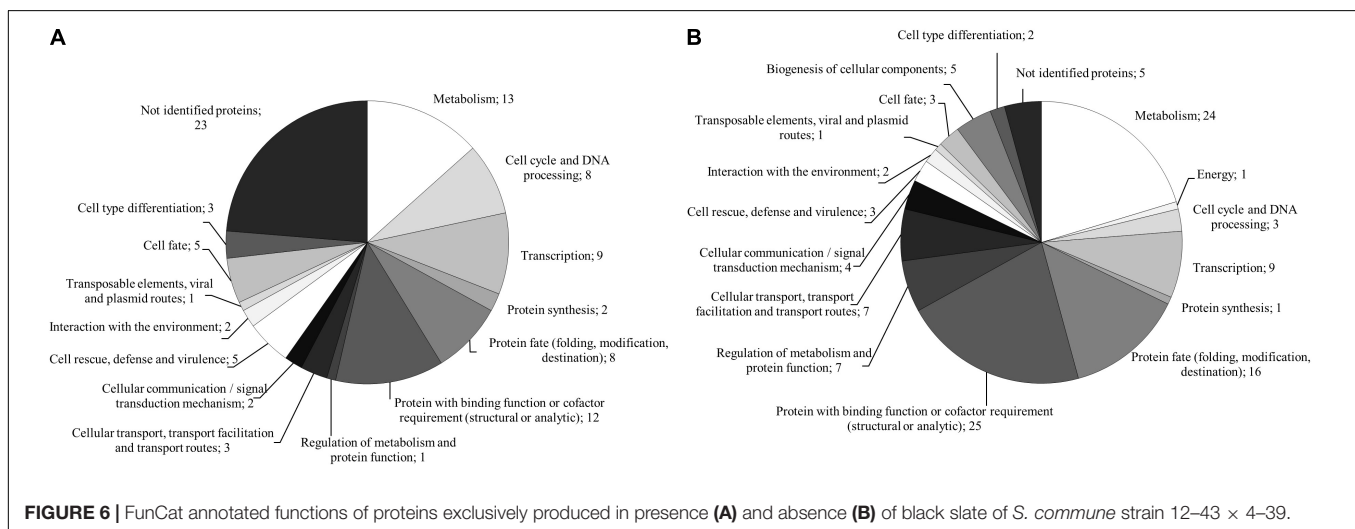 A
Metabolism; 13
Cell cycle and DNA
processing; 8
Transcription; 9
Protein synthesis; 2
Protein fate (folding, modification,
destination); 8
Protein with binding function or cofactor
requirement (structural or analytic); 12
Regulation of metabolism and
protein function; 1
Cellular transport, transport facilitation
and transport routes; 3
Cellular communication / signal
transduction mechanism; 2
Cell rescue, defense and virulence; 5
Interaction with the environment; 2
Transposable elements, viral
and plasmid routes; 1
Cell fate; 5
Cell type differentiation; 3
Not identified proteins;
23
B
Metabolism; 24
Energy; 1
Cell cycle and DNA
processing; 3
Transcription; 9
Protein synthesis; 1
Protein fate (folding, modification,
destination); 16
Protein with binding function or cofactor requirement
(structural or analytic); 25
Regulation of metabolism and
protein function; 7
Cellular transport, transport
facilitation and transport routes; 7
Cellular communication / signal
transduction mechanism; 4
Cell rescue, defense and virulence; 3
Interaction with the environment; 2
Transposable elements, viral and plasmid
routes; 1
Cell fate; 3
Biogenesis of cellular components; 5
Cell type differentiation; 2
Not identified proteins; 5
FIGURE 6 | FunCat annotated functions of proteins exclusively produced in presence (A) and absence (B) of black slate of S. commune strain 12–43 × 4–39.